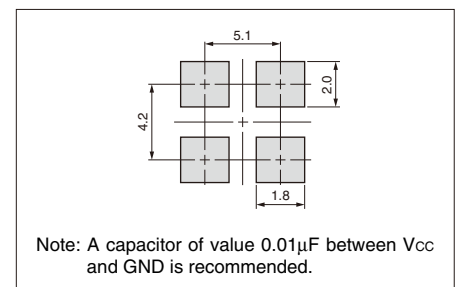 5.1
2.0
4.2
1.8
Note: A capacitor of value 0.01µF between Vcc
and GND is recommended.